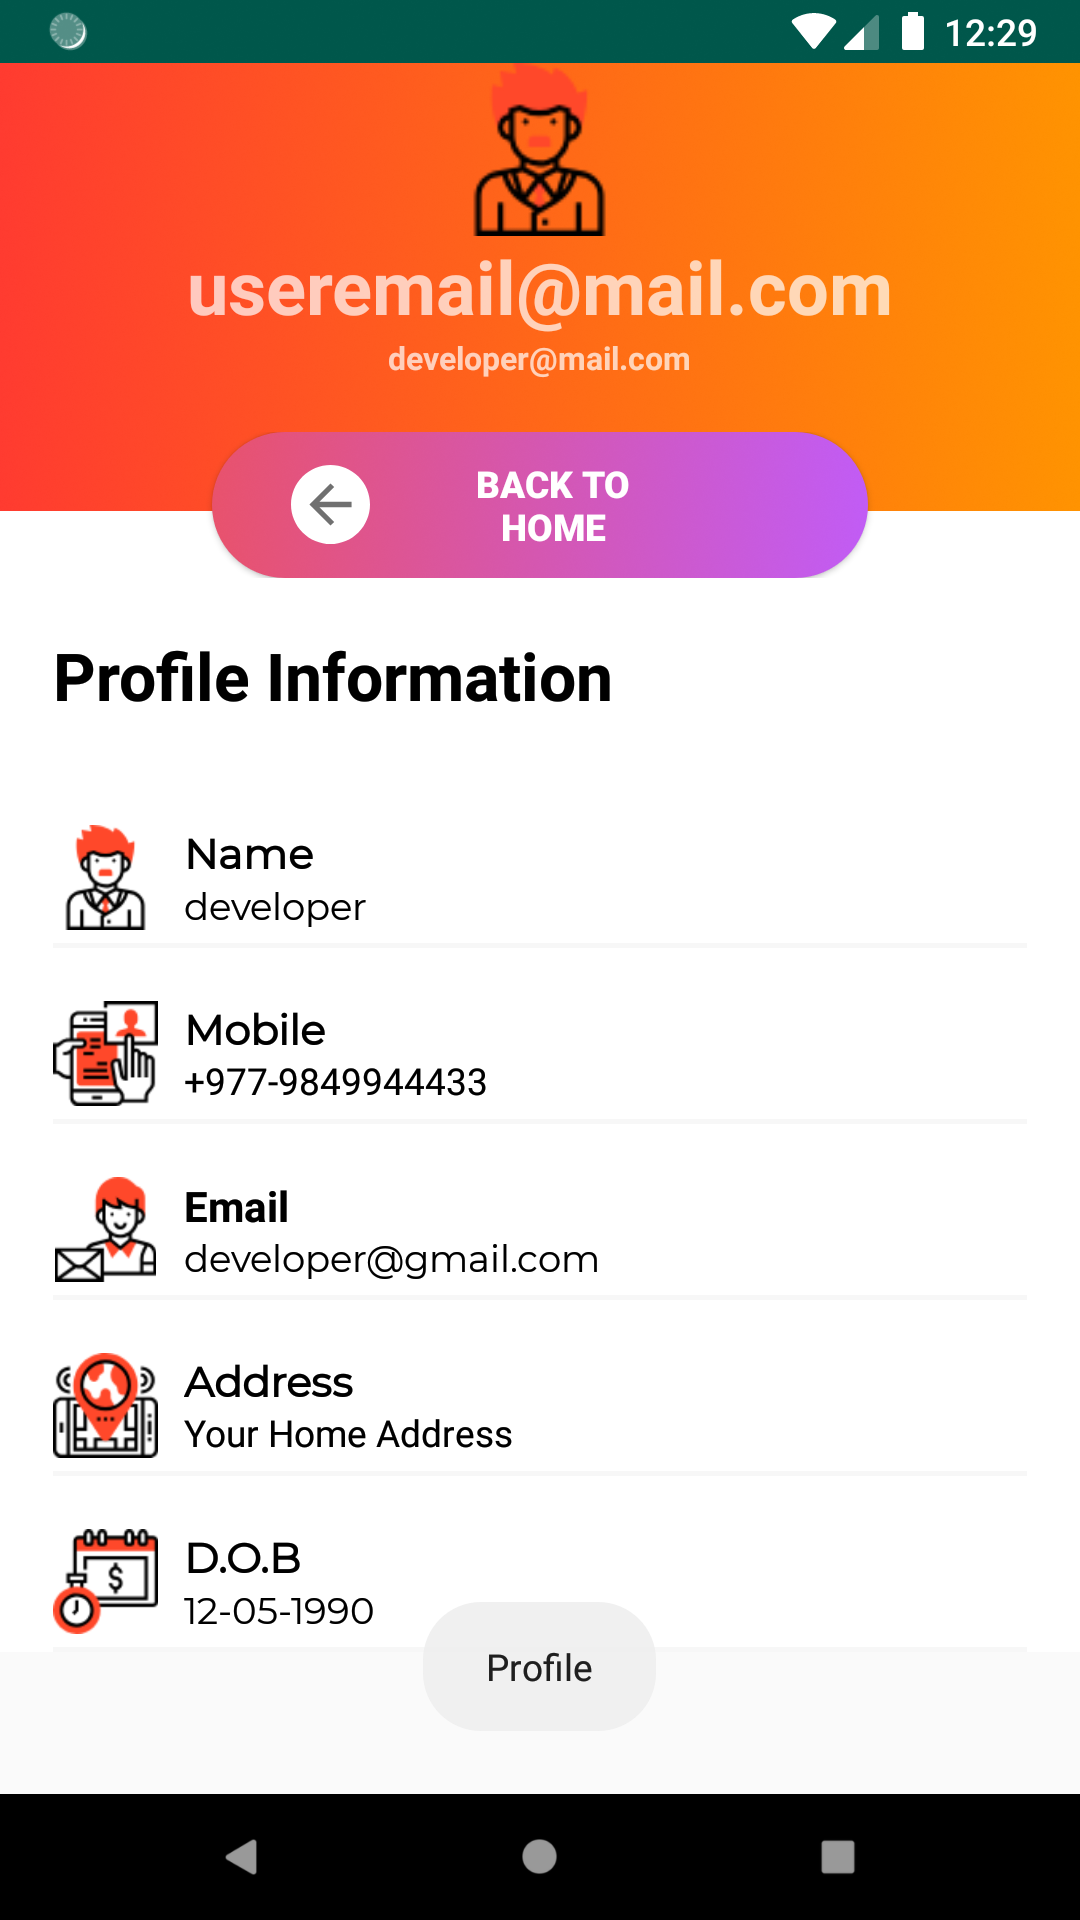 12:29
useremail@mail.com
developer@mail.com
BACK TO
HOME
Profile Information
Name
developer
Mobile
+977-9849944433
Email
developer@gmail.com
Address
Your Home Address
$
D.O.B
12-05-1990
Profile